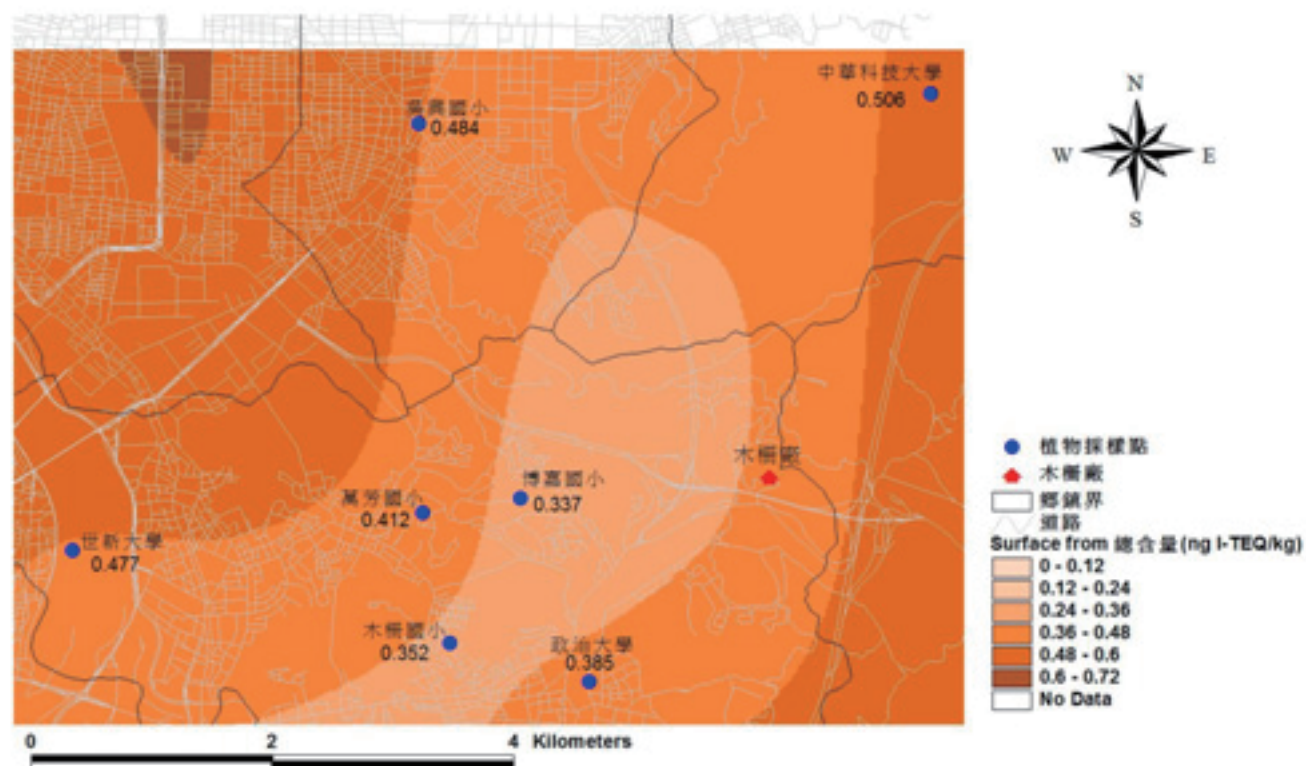 中華科技大學
0.506
吳興國小
0.484
N
W
E
S
木柵廠
博嘉國小
0.337
萬芳國小
0.412
世新大學
0.477
木柵國小
0.352
政治大學
0.385
植物採樣點
木柵廠
鄉鎮界
道路
Surface from 總含量(ng I-TEQ/kg)
0 - 0.12
0.12 - 0.24
0.24 - 0.36
0.36 - 0.48
0.48 - 0.6
0.6 - 0.72
No Data
0 2 4 Kilometers